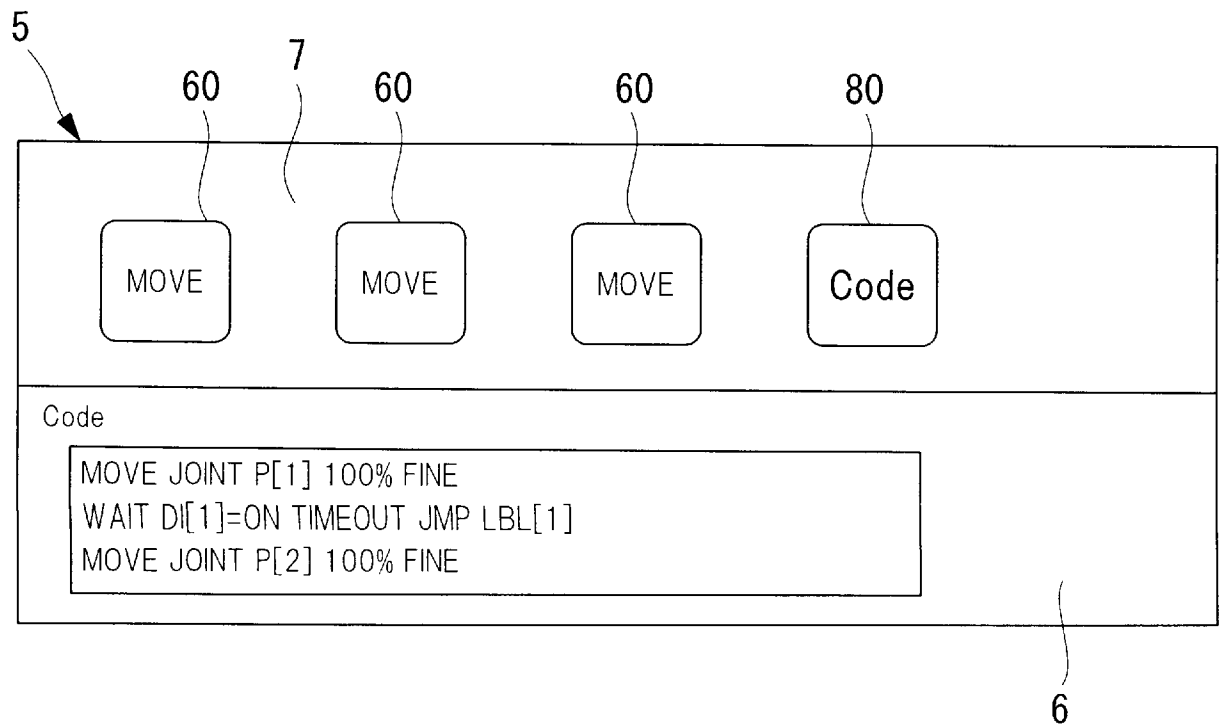 5
60
7
60
60
80
MOVE
MOVE
MOVE
Code
Code
MOVE JOINT P[1] 100% FINE
WAIT DI[1]=ON TIMEOUT JMP LBL[1]
MOVE JOINT P[2] 100% FINE
6